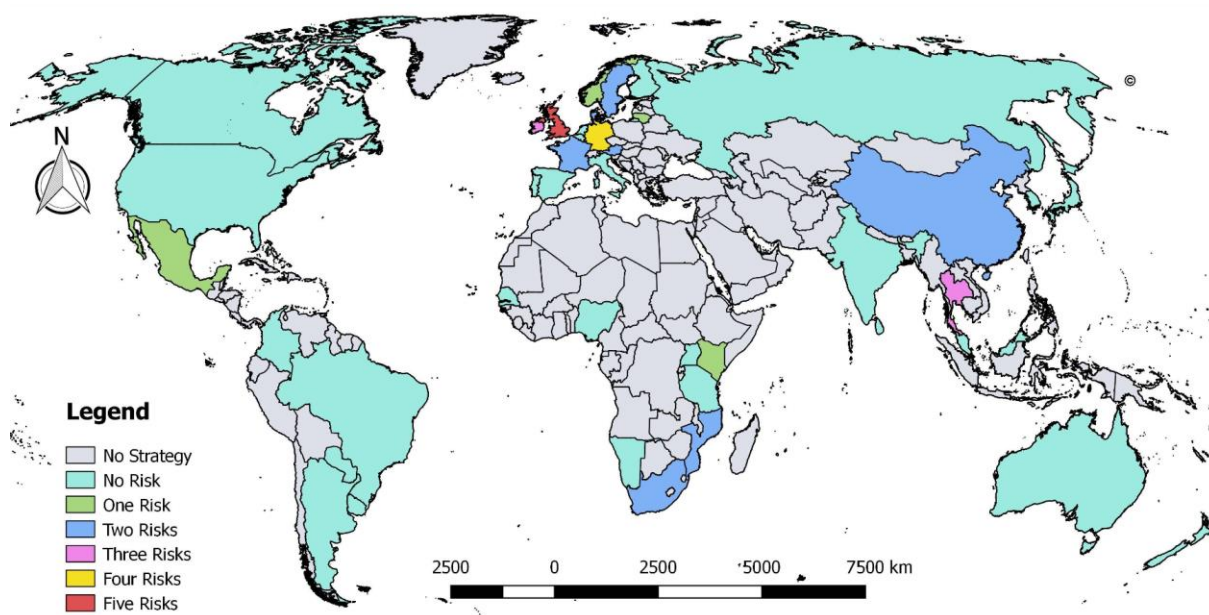 ©
N
Legend
No Strategy
No Risk
One Risk
Two Risks
Three Risks
Four Risks
Five Risks
2500 0 2500 5000 7500 km